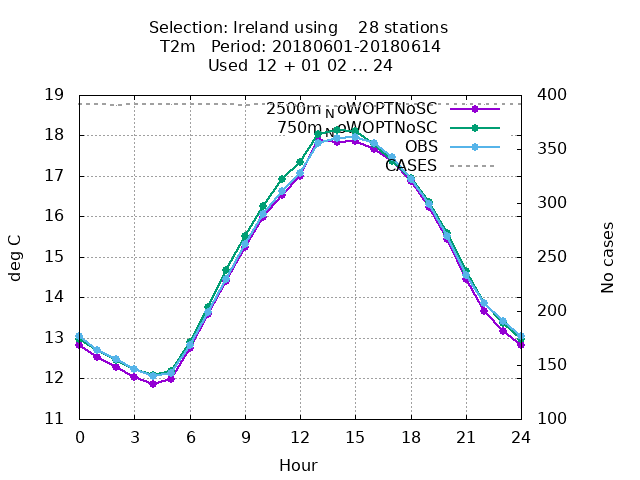 Selection: Ireland using 28 stations
T2m Period: 20180601-20180614
Used 12 + 01 02 ... 24
2500m_NoWOPTNoSC
750m_NoWOPTNoSC
OBS
CASES
19
18
17
16
15
14
13
12
11
deg C
400
350
300
250
200
150
100
No cases
0 3 6 9 12 15 18 21 24
Hour